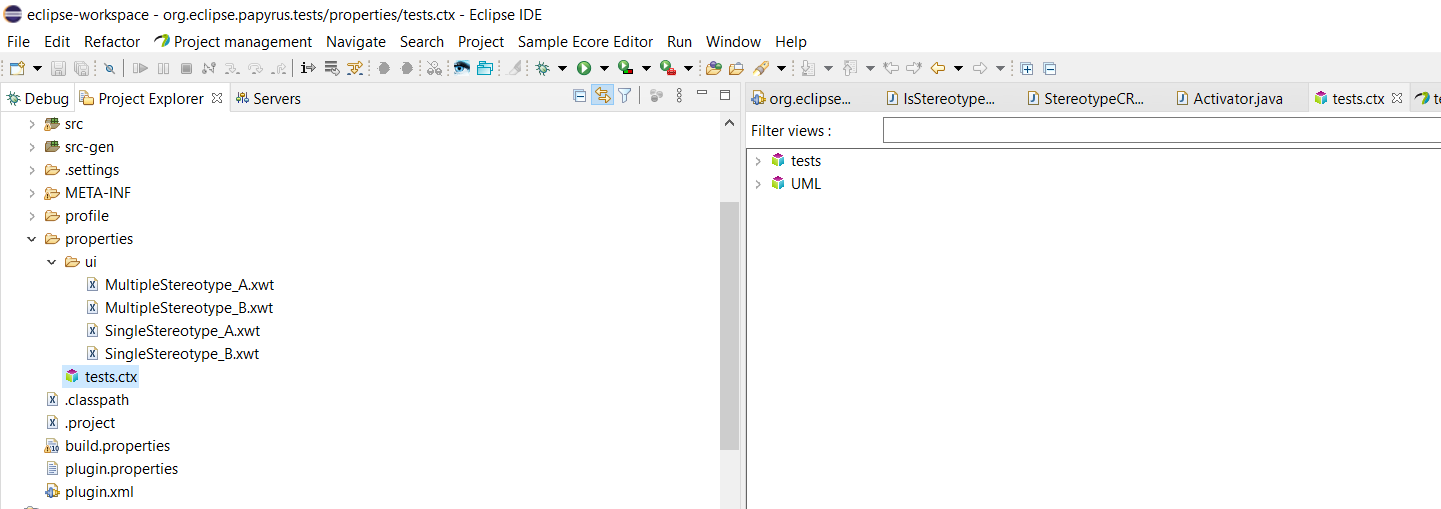 eclipse-workspace - org.eclipse.papyrus.tests/properties/tests.ctx - Eclipse IDE
File Edit Refactor Project management Navigate Search Project Sample Ecore Editor Run Window Help
Debug Project Explorer Servers
org.eclipse... IsStereotype... StereotypeCR... Activator.java tests.ctx te
Filter views :
src
src-gen
.settings
META-INF
profile
properties
ui
MultipleStereotype_A.xwt
MultipleStereotype_B.xwt
SingleStereotype_A.xwt
SingleStereotype_B.xwt
tests.ctx
.classpath
.project
build.properties
plugin.properties
plugin.xml
tests
UML